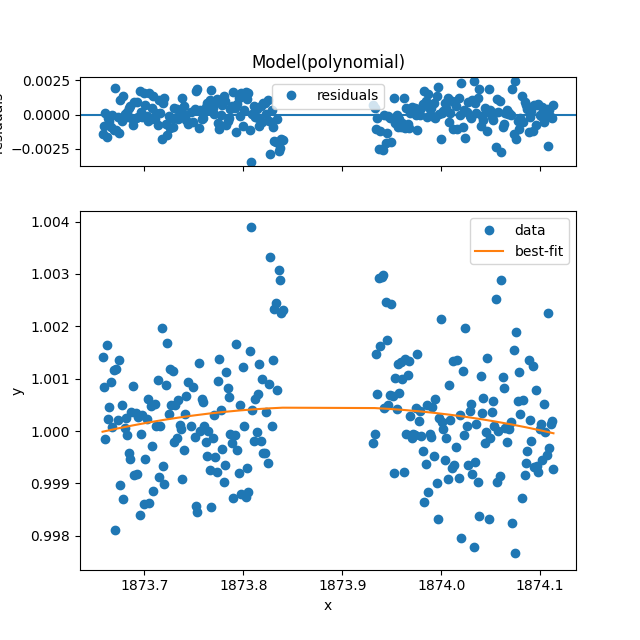 Model(polynomial)
0.0025
0.0000
−0.0025
residuals
1.004
1.003
1.002
1.001
1.000
0.999
0.998
y
data
best-fit
1873.7
1873.8
1873.9
1874.0
1874.1
x